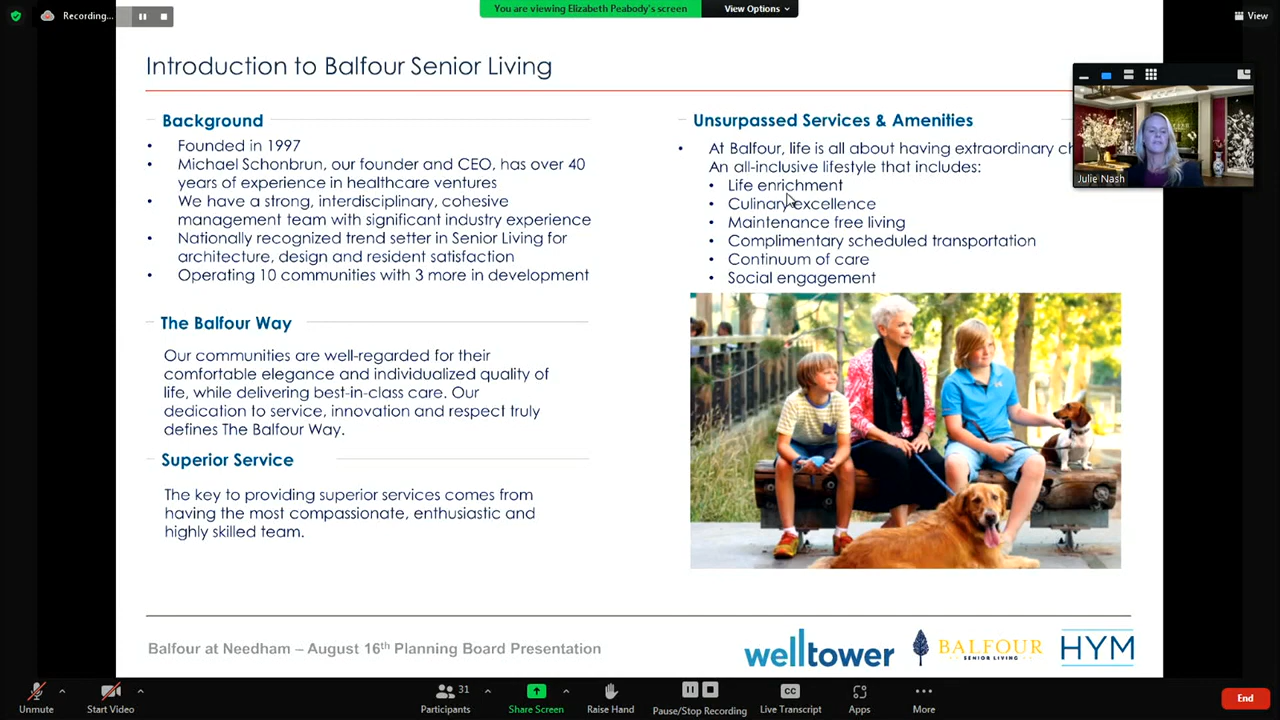 Recording...
You are viewing Elizabeth Peabody's screen
View Options
View
Introduction to Balfour Senior Living
Background
• Founded in 1997
• Michael Schonbrun, our founder and CEO, has over 40
years of experience in healthcare ventures
• We have a strong, interdisciplinary, cohesive
management team with significant industry experience
• Nationally recognized trend setter in Senior Living for
architecture, design and resident satisfaction
• Operating 10 communities with 3 more in development
The Balfour Way
Our communities are well-regarded for their
comfortable elegance and individualized quality of
life, while delivering best-in-class care. Our
dedication to service, innovation and respect truly
defines The Balfour Way.
Superior Service
The key to providing superior services comes from
having the most compassionate, enthusiastic and
highly skilled team.
Unsurpassed Services & Amenities
• At Balfour, life is all about having extraordinary
An all-inclusive lifestyle that includes:
• Life enrichment
• Culinary excellence
• Maintenance free living
• Complimentary scheduled transportation
• Continuum of care
• Social engagement
Julie Nash
Balfour at Needham – August 16th Planning Board Presentation
welltower
BALFOUR
SENIOR LIVING
HYM
Unmute
Start Video
Participants
31
Share Screen
Raise Hand
Pause/Stop Recording
CC
Live Transcript
Apps
More
End